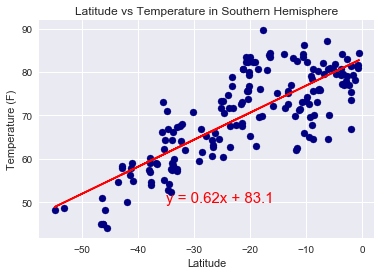 Latitude vs Temperature in Southern Hemisphere
Temperature (F)
90
80
70
60
50
y = 0.62x + 83.1
−50 −40 −30 −20 −10 0
Latitude